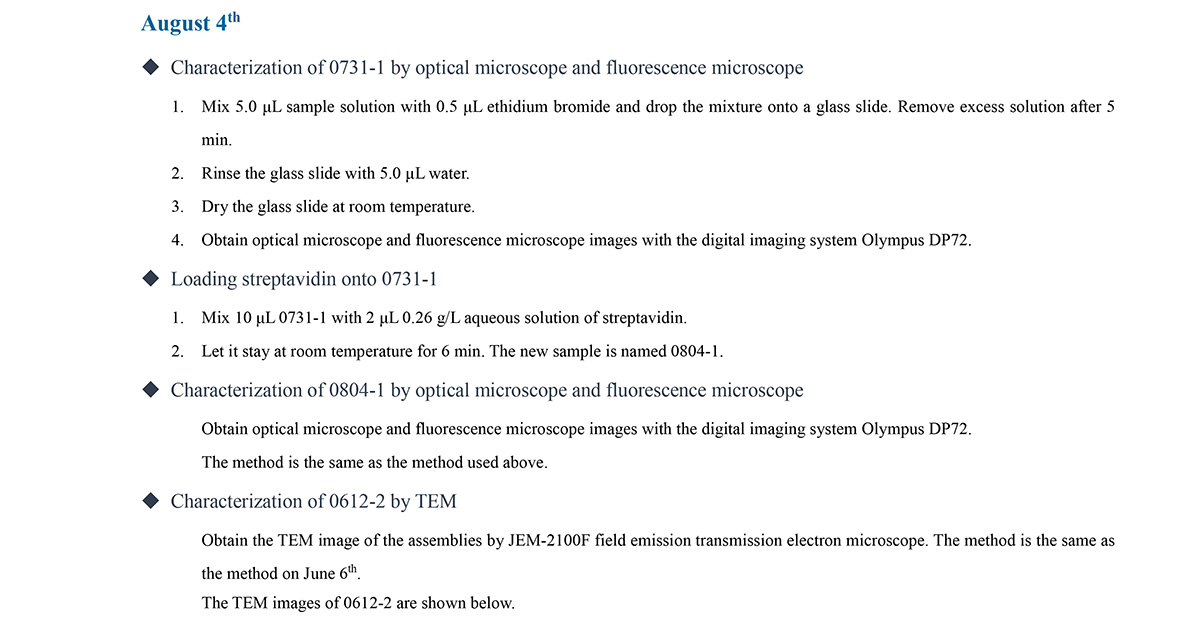 August 4th
◆ Characterization of 0731-1 by optical microscope and fluorescence microscope
1. Mix 5.0 μL sample solution with 0.5 μL ethidium bromide and drop the mixture onto a glass slide. Remove excess solution after 5
min.
2. Rinse the glass slide with 5.0 μL water.
3. Dry the glass slide at room temperature.
4. Obtain optical microscope and fluorescence microscope images with the digital imaging system Olympus DP72.
◆ Loading streptavidin onto 0731-1
1. Mix 10 μL 0731-1 with 2 μL 0.26 g/L aqueous solution of streptavidin.
2. Let it stay at room temperature for 6 min. The new sample is named 0804-1.
◆ Characterization of 0804-1 by optical microscope and fluorescence microscope
Obtain optical microscope and fluorescence microscope images with the digital imaging system Olympus DP72.
The method is the same as the method used above.
◆ Characterization of 0612-2 by TEM
Obtain the TEM image of the assemblies by JEM-2100F field emission transmission electron microscope. The method is the same as
the method on June 6th.
The TEM images of 0612-2 are shown below.